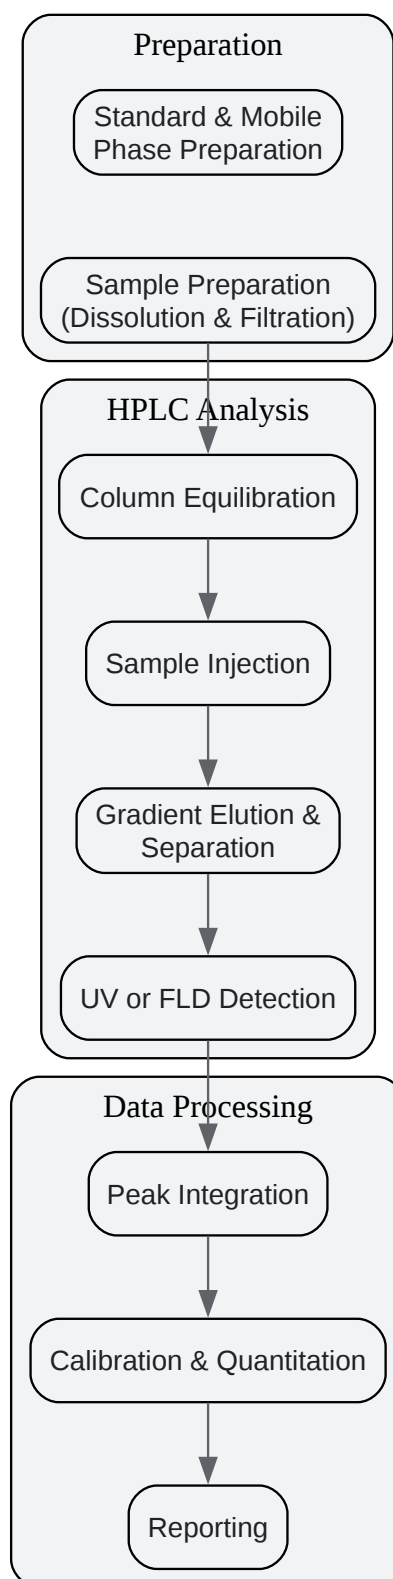 Preparation
Standard & Mobile
Phase Preparation
Sample Preparation
(Dissolution & Filtration)
HPLC Analysis
Column Equilibration
Sample Injection
Gradient Elution &
Separation
UV or FLD Detection
Data Processing
Peak Integration
Calibration & Quantitation
Reporting